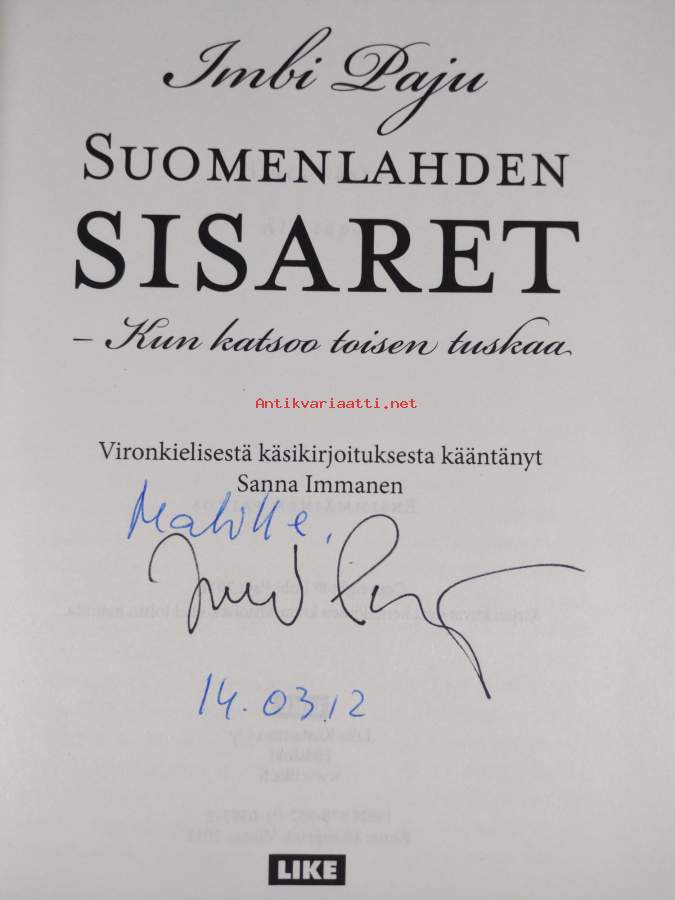 Imbi Paju
SUOMENLAHDEN
SISARET
– Kun katsoo toisen tuskaa
Antikvariaatti.net
Vironkielisestä käsikirjoituksesta kääntänyt
Sanna Immanen
14.03.12
LIKE